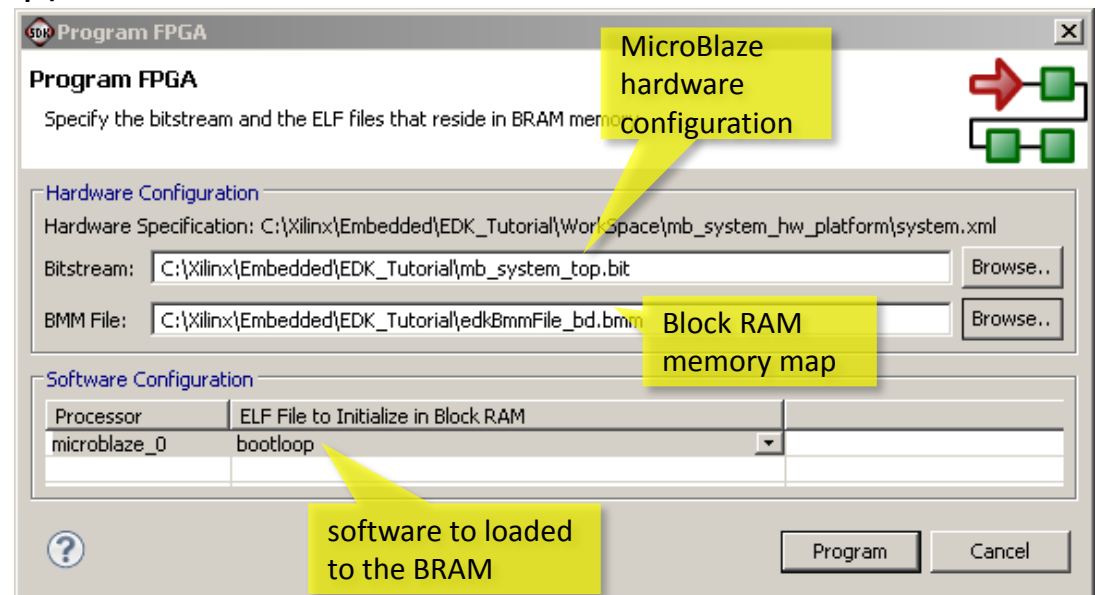 SDK Program FPGA
MicroBlaze
hardware
configuration
Program FPGA
Specify the bitstream and the ELF files that reside in BRAM
Hardware Configuration
Hardware Specification: C:\Xilinx\Embedded\EDK_Tutorial\WorkSpace\mb_system_hw_platform\system.xml
Bitstream: C:\Xilinx\Embedded\EDK_Tutorial\mb_system_top.bit Browse..
BMM File: C:\Xilinx\Embedded\EDK_Tutorial\edkBmmFile_bd.bmm Browse..
Block RAM
memory map
Software Configuration
Processor ELF File to Initialize in Block RAM
microblaze_0 bootloop
software to loaded
to the BRAM
? Program Cancel